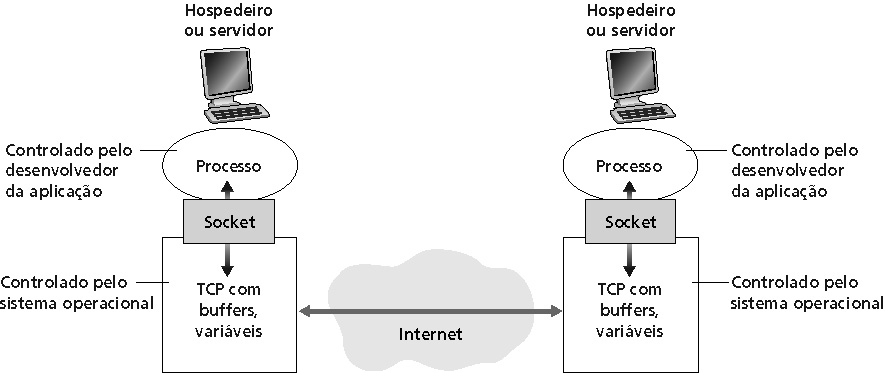 Hospedeiro
ou servidor
Controlado pelo
desenvolvedor
da aplicação
Processo
Socket
Controlado pelo
sistema operacional
TCP com
buffers,
variáveis
Internet
Hospedeiro
ou servidor
Processo
Controlado pelo
desenvolvedor
da aplicação
Socket
TCP com
buffers,
variáveis
Controlado pelo
sistema operacional